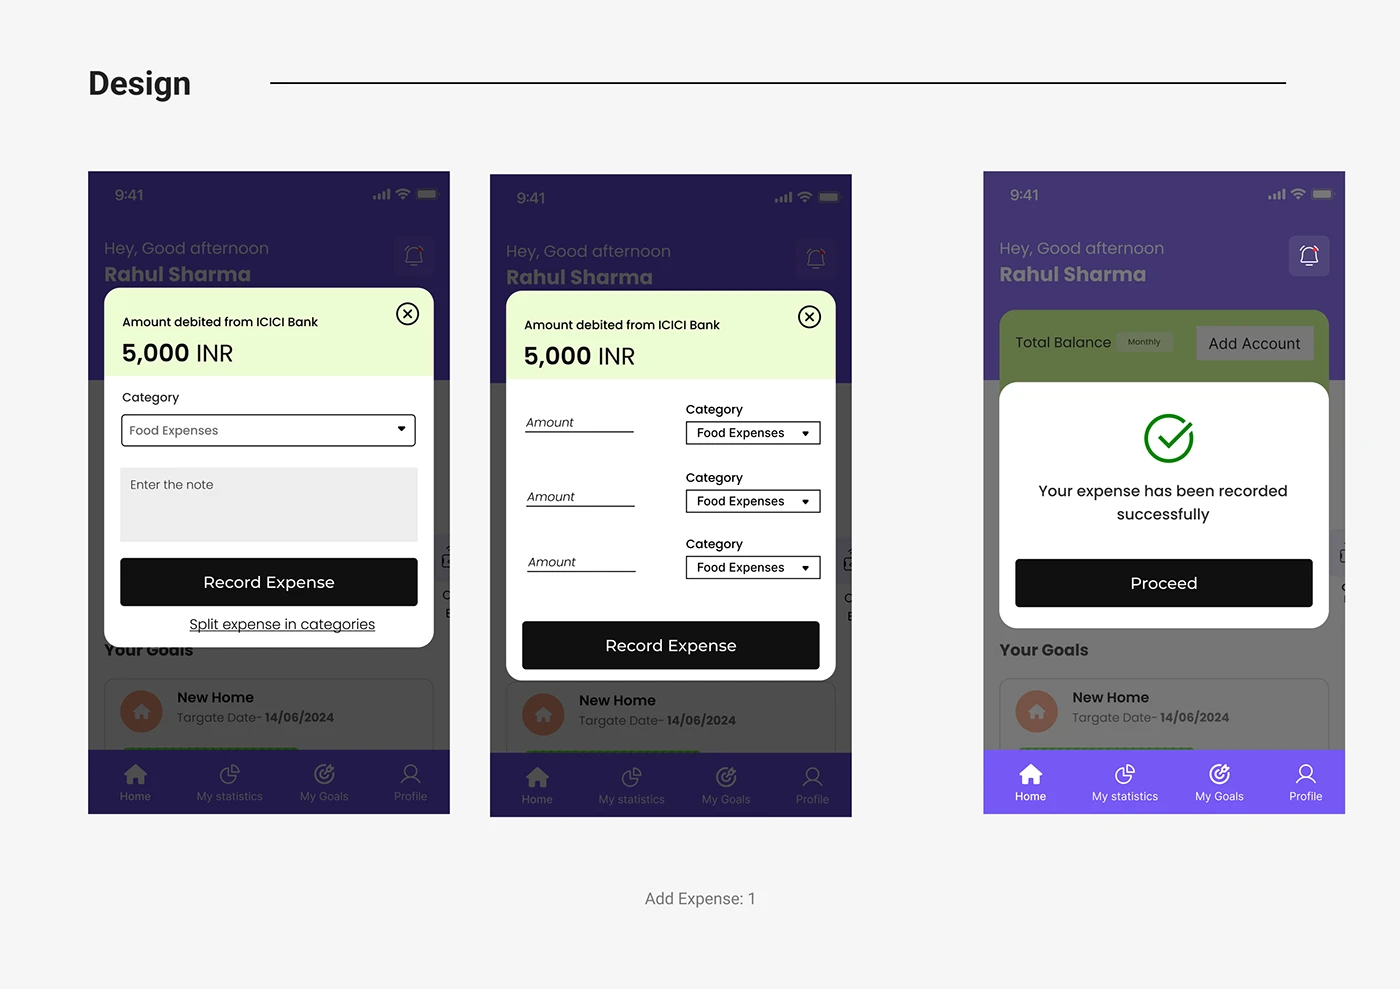 Design
9:41
Hey, Good afternoon
Rahul Sharma
Amount debited from ICICI Bank
5,000 INR
Category
Food Expenses
Enter the note
Record Expense
Split expense in categories
Your Goals
New Home
Targate Date- 14/06/2024
Home
My statistics
My Goals
Profile
9:41
Hey, Good afternoon
Rahul Sharma
Amount debited from ICICI Bank
5,000 INR
Amount
Category
Food Expenses
Amount
Category
Food Expenses
Amount
Category
Food Expenses
Record Expense
New Home
Targate Date- 14/06/2024
Home
My statistics
My Goals
Profile
9:41
Hey, Good afternoon
Rahul Sharma
Total Balance
Monthly
Add Account
Your expense has been recorded
successfully
Proceed
Your Goals
New Home
Targate Date- 14/06/2024
Home
My statistics
My Goals
Profile
Add Expense: 1